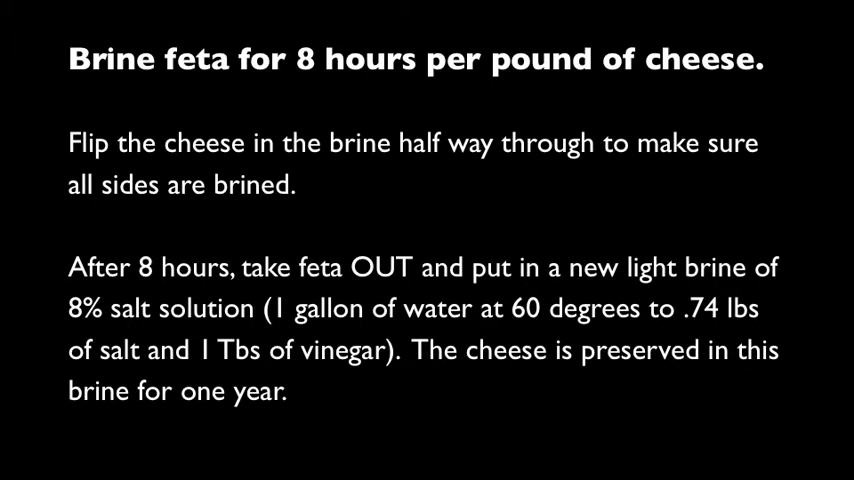 Brine feta for 8 hours per pound of cheese.
Flip the cheese in the brine half way through to make sure
all sides are brined.
After 8 hours, take feta OUT and put in a new light brine of
8% salt solution (1 gallon of water at 60 degrees to .74 lbs
of salt and 1 Tbs of vinegar). The cheese is preserved in this
brine for one year.